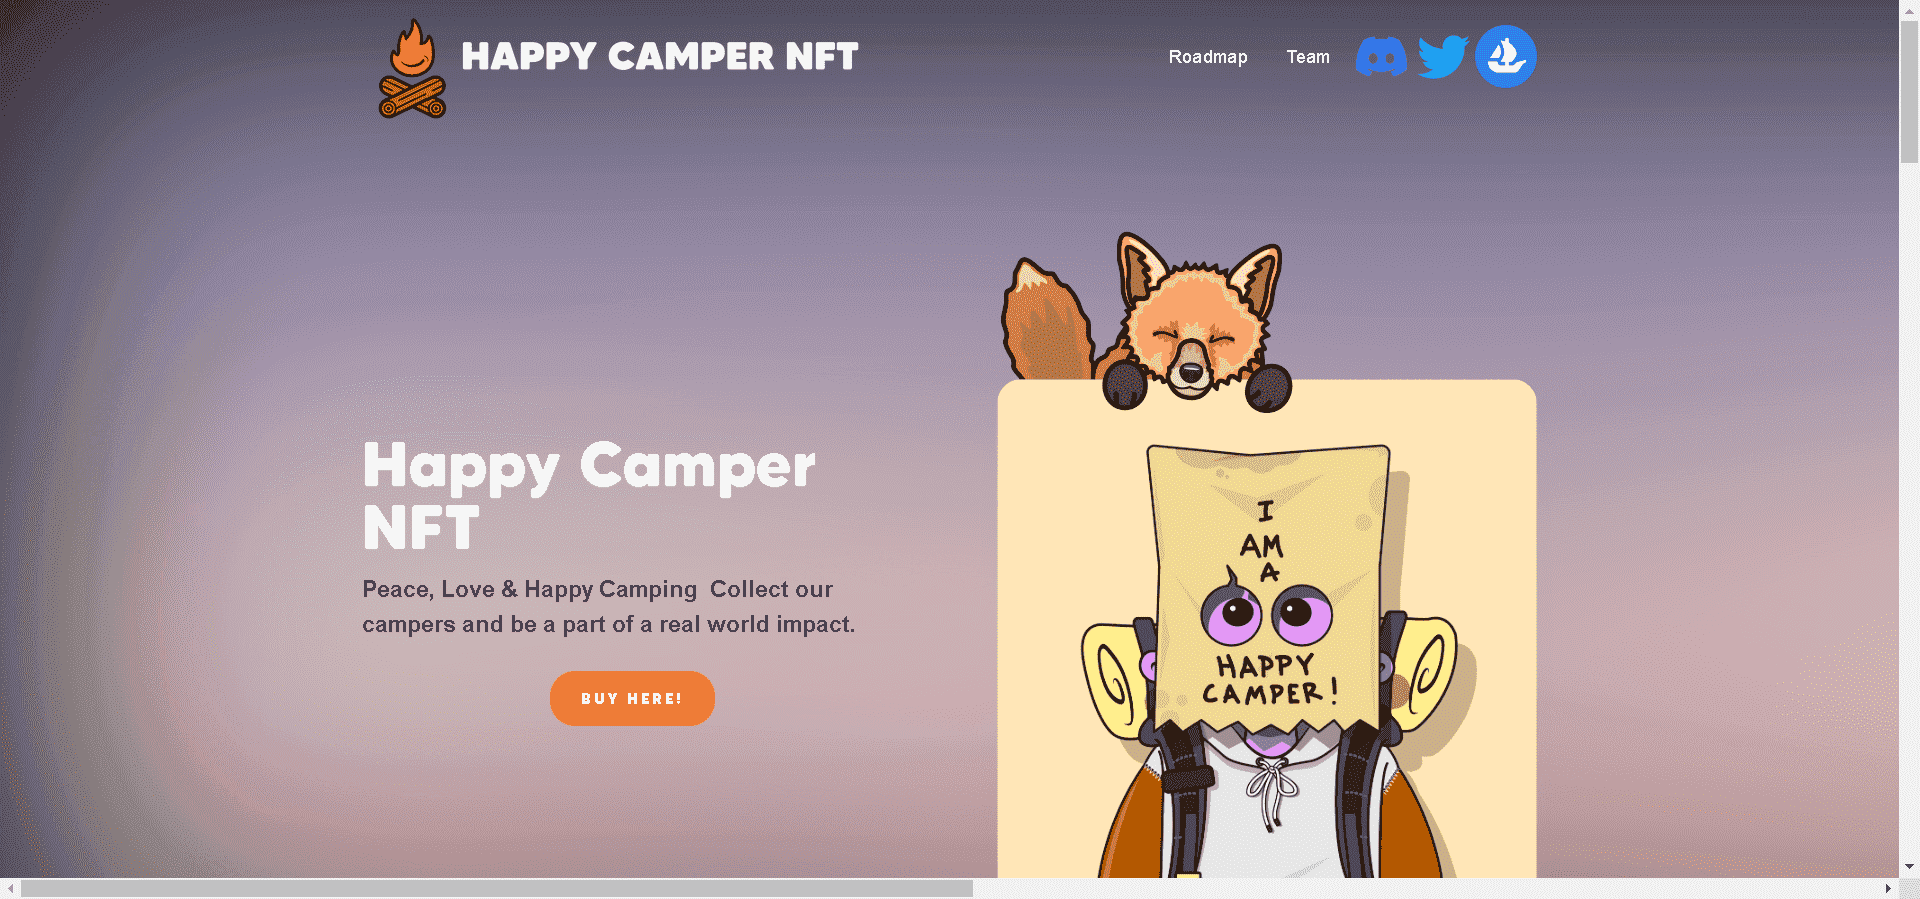 HAPPY CAMPER NFT
Roadmap
Team
Happy Camper
NFT
Peace, Love & Happy Camping  Collect our
campers and be a part of a real world impact.
BUY HERE!
I
AM
A
HAPPY
CAMPER!